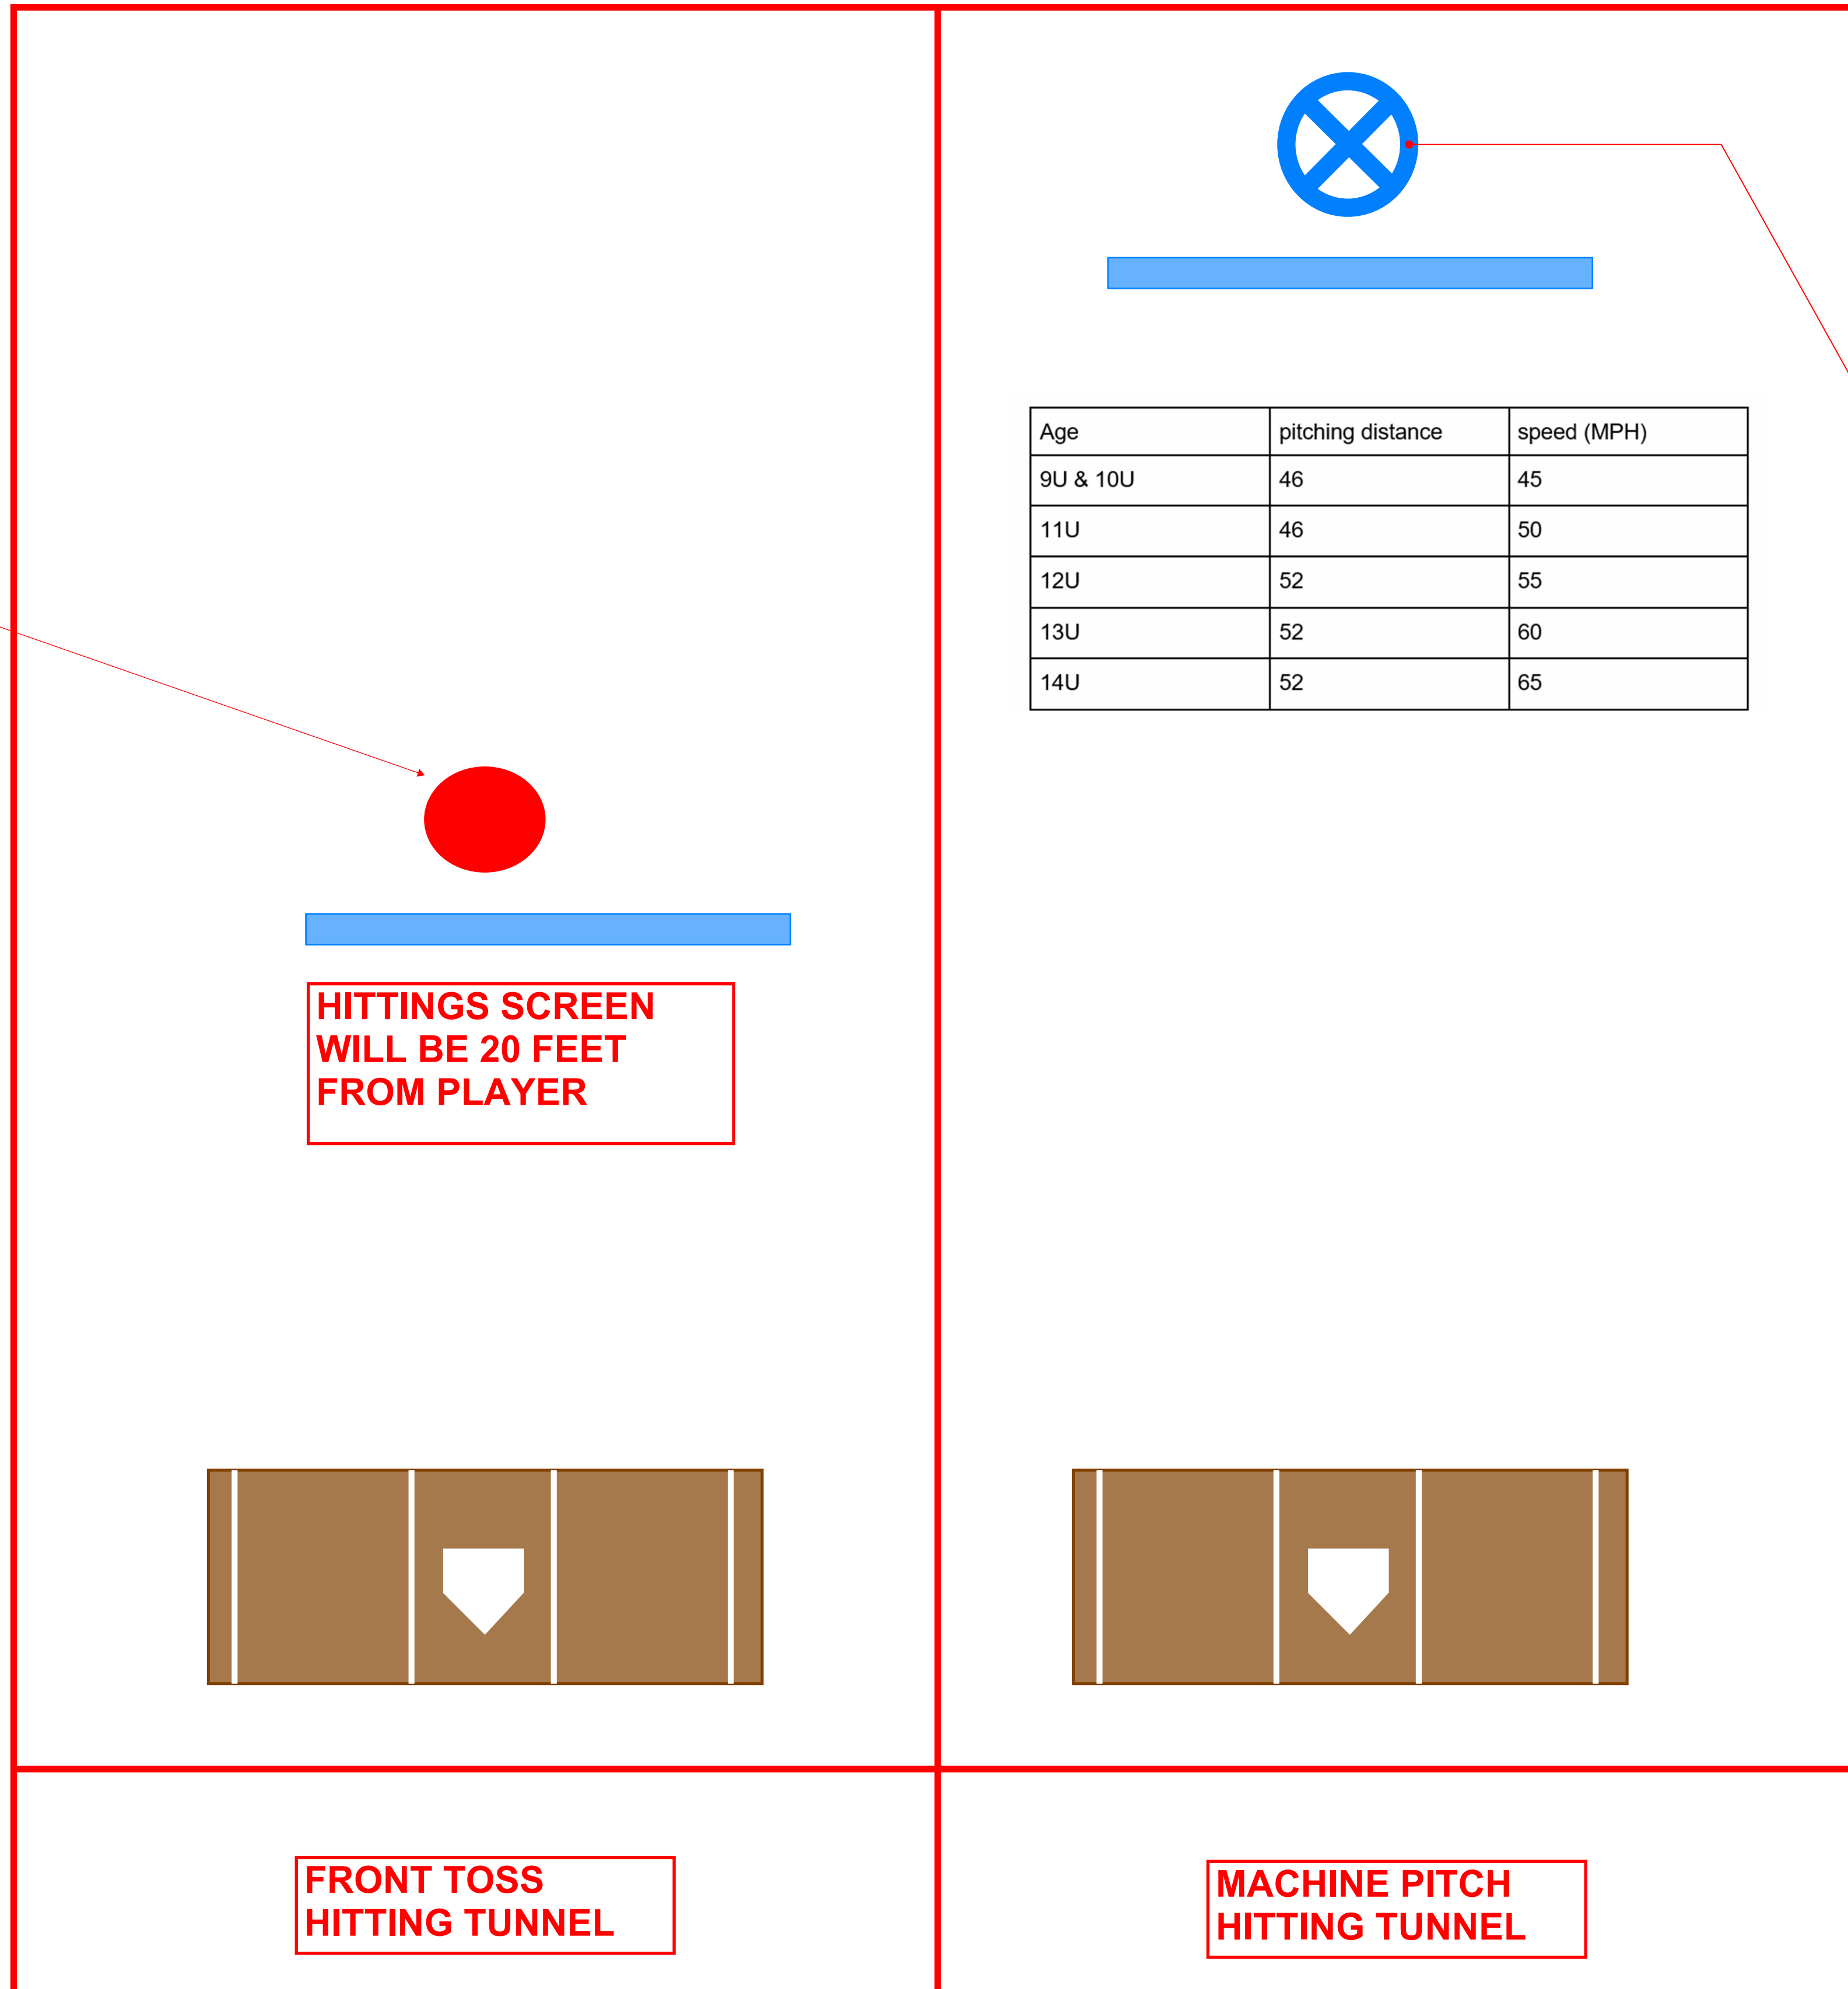 Age pitching distance speed (MPH)
9U & 10U 46 45
11U 46 50
12U 52 55
13U 52 60
14U 52 65
HITTINGS SCREEN
WILL BE 20 FEET
FROM PLAYER
FRONT TOSS
HITTING TUNNEL
MACHINE PITCH
HITTING TUNNEL